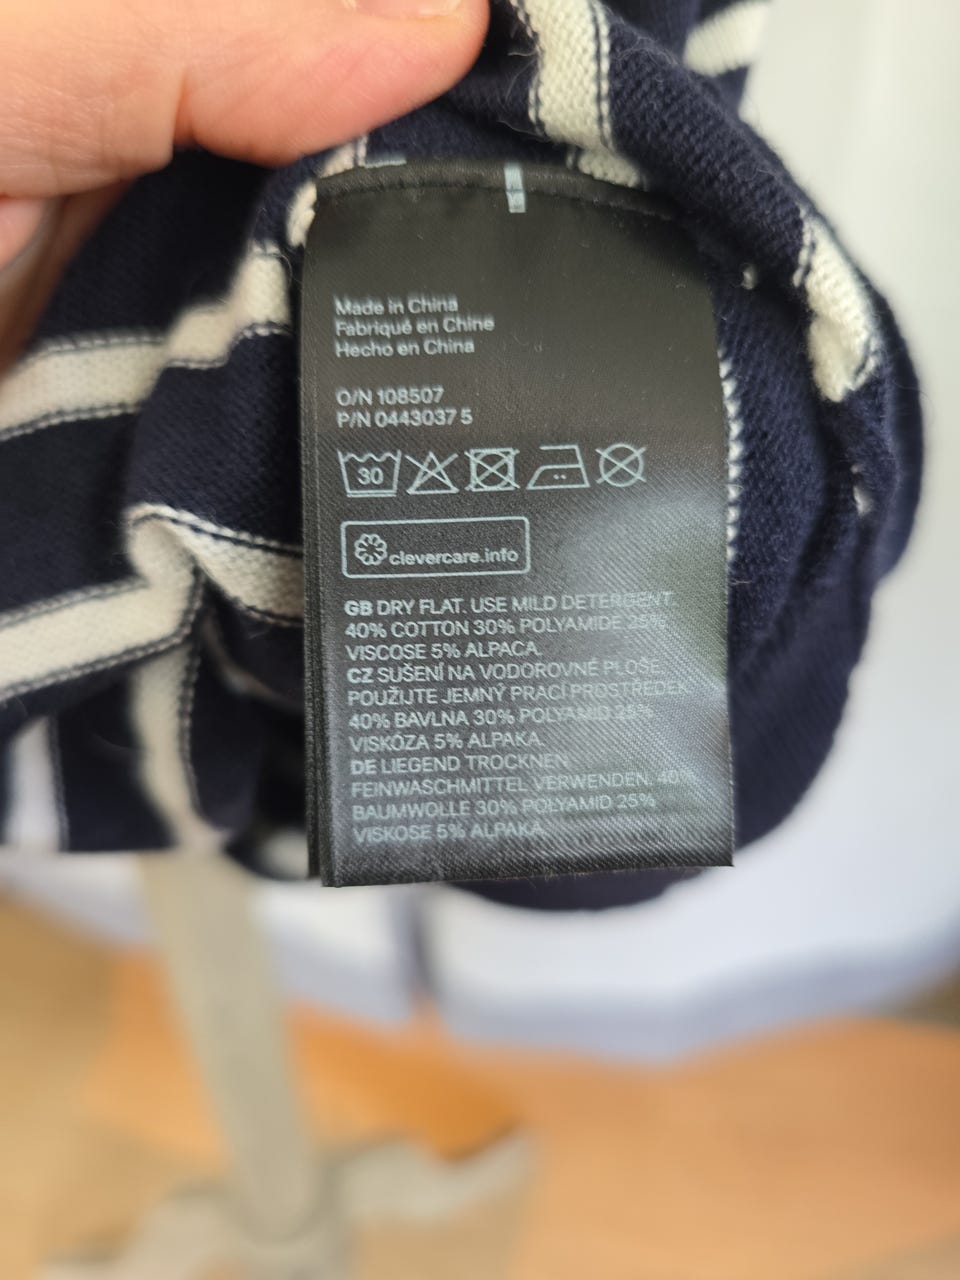 Made in China
Fabriqué en Chine
Hecho en China
O/N 108507
P/N 0443037 5
30
clevercare.info
GB DRY FLAT. USE MILD DETERGENT.
40% COTTON 30% POLYAMIDE 25%
VISCOSE 5% ALPACA.
CZ SUŠENÍ NA VODOROVNÉ PLOŠE.
POUŽIJTE JEMNÝ PRACÍ PROSTŘEDEK.
40% BAVLNA 30% POLYAMID 25%
VISKÓZA 5% ALPAKA.
DE LIEGEND TROCKNEN.
FEINWASCHMITTEL VERWENDEN. 40%
BAUMWOLLE 30% POLYAMID 25%
VISKOSE 5% ALPAKA.